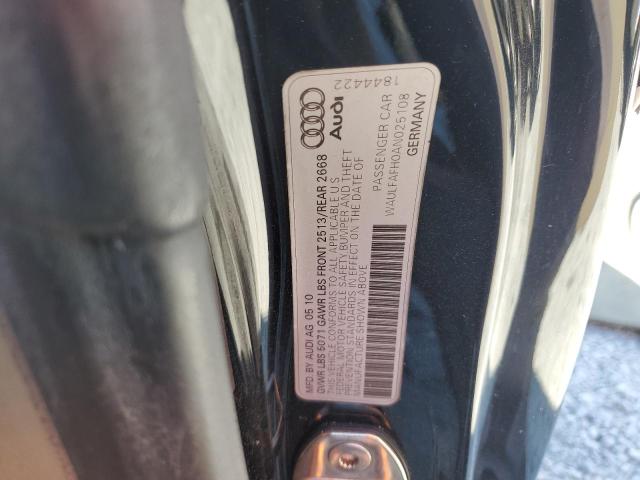 MFD BY AUDI AG 05 10
GVWR LBS 5071 GAWR LBS FRONT 2513/REAR 2668
THIS VEHICLE CONFORMS TO ALL APPLICABLE U S
FEDERAL MOTOR VEHICLE SAFETY BUMPER AND THEFT
PREVENTION STANDARDS IN EFFECT ON THE DATE OF
MANUFACTURE SHOWN ABOVE
PASSENGER CAR
WAULFAFH0AN025108
GERMANY
Audi
1844422